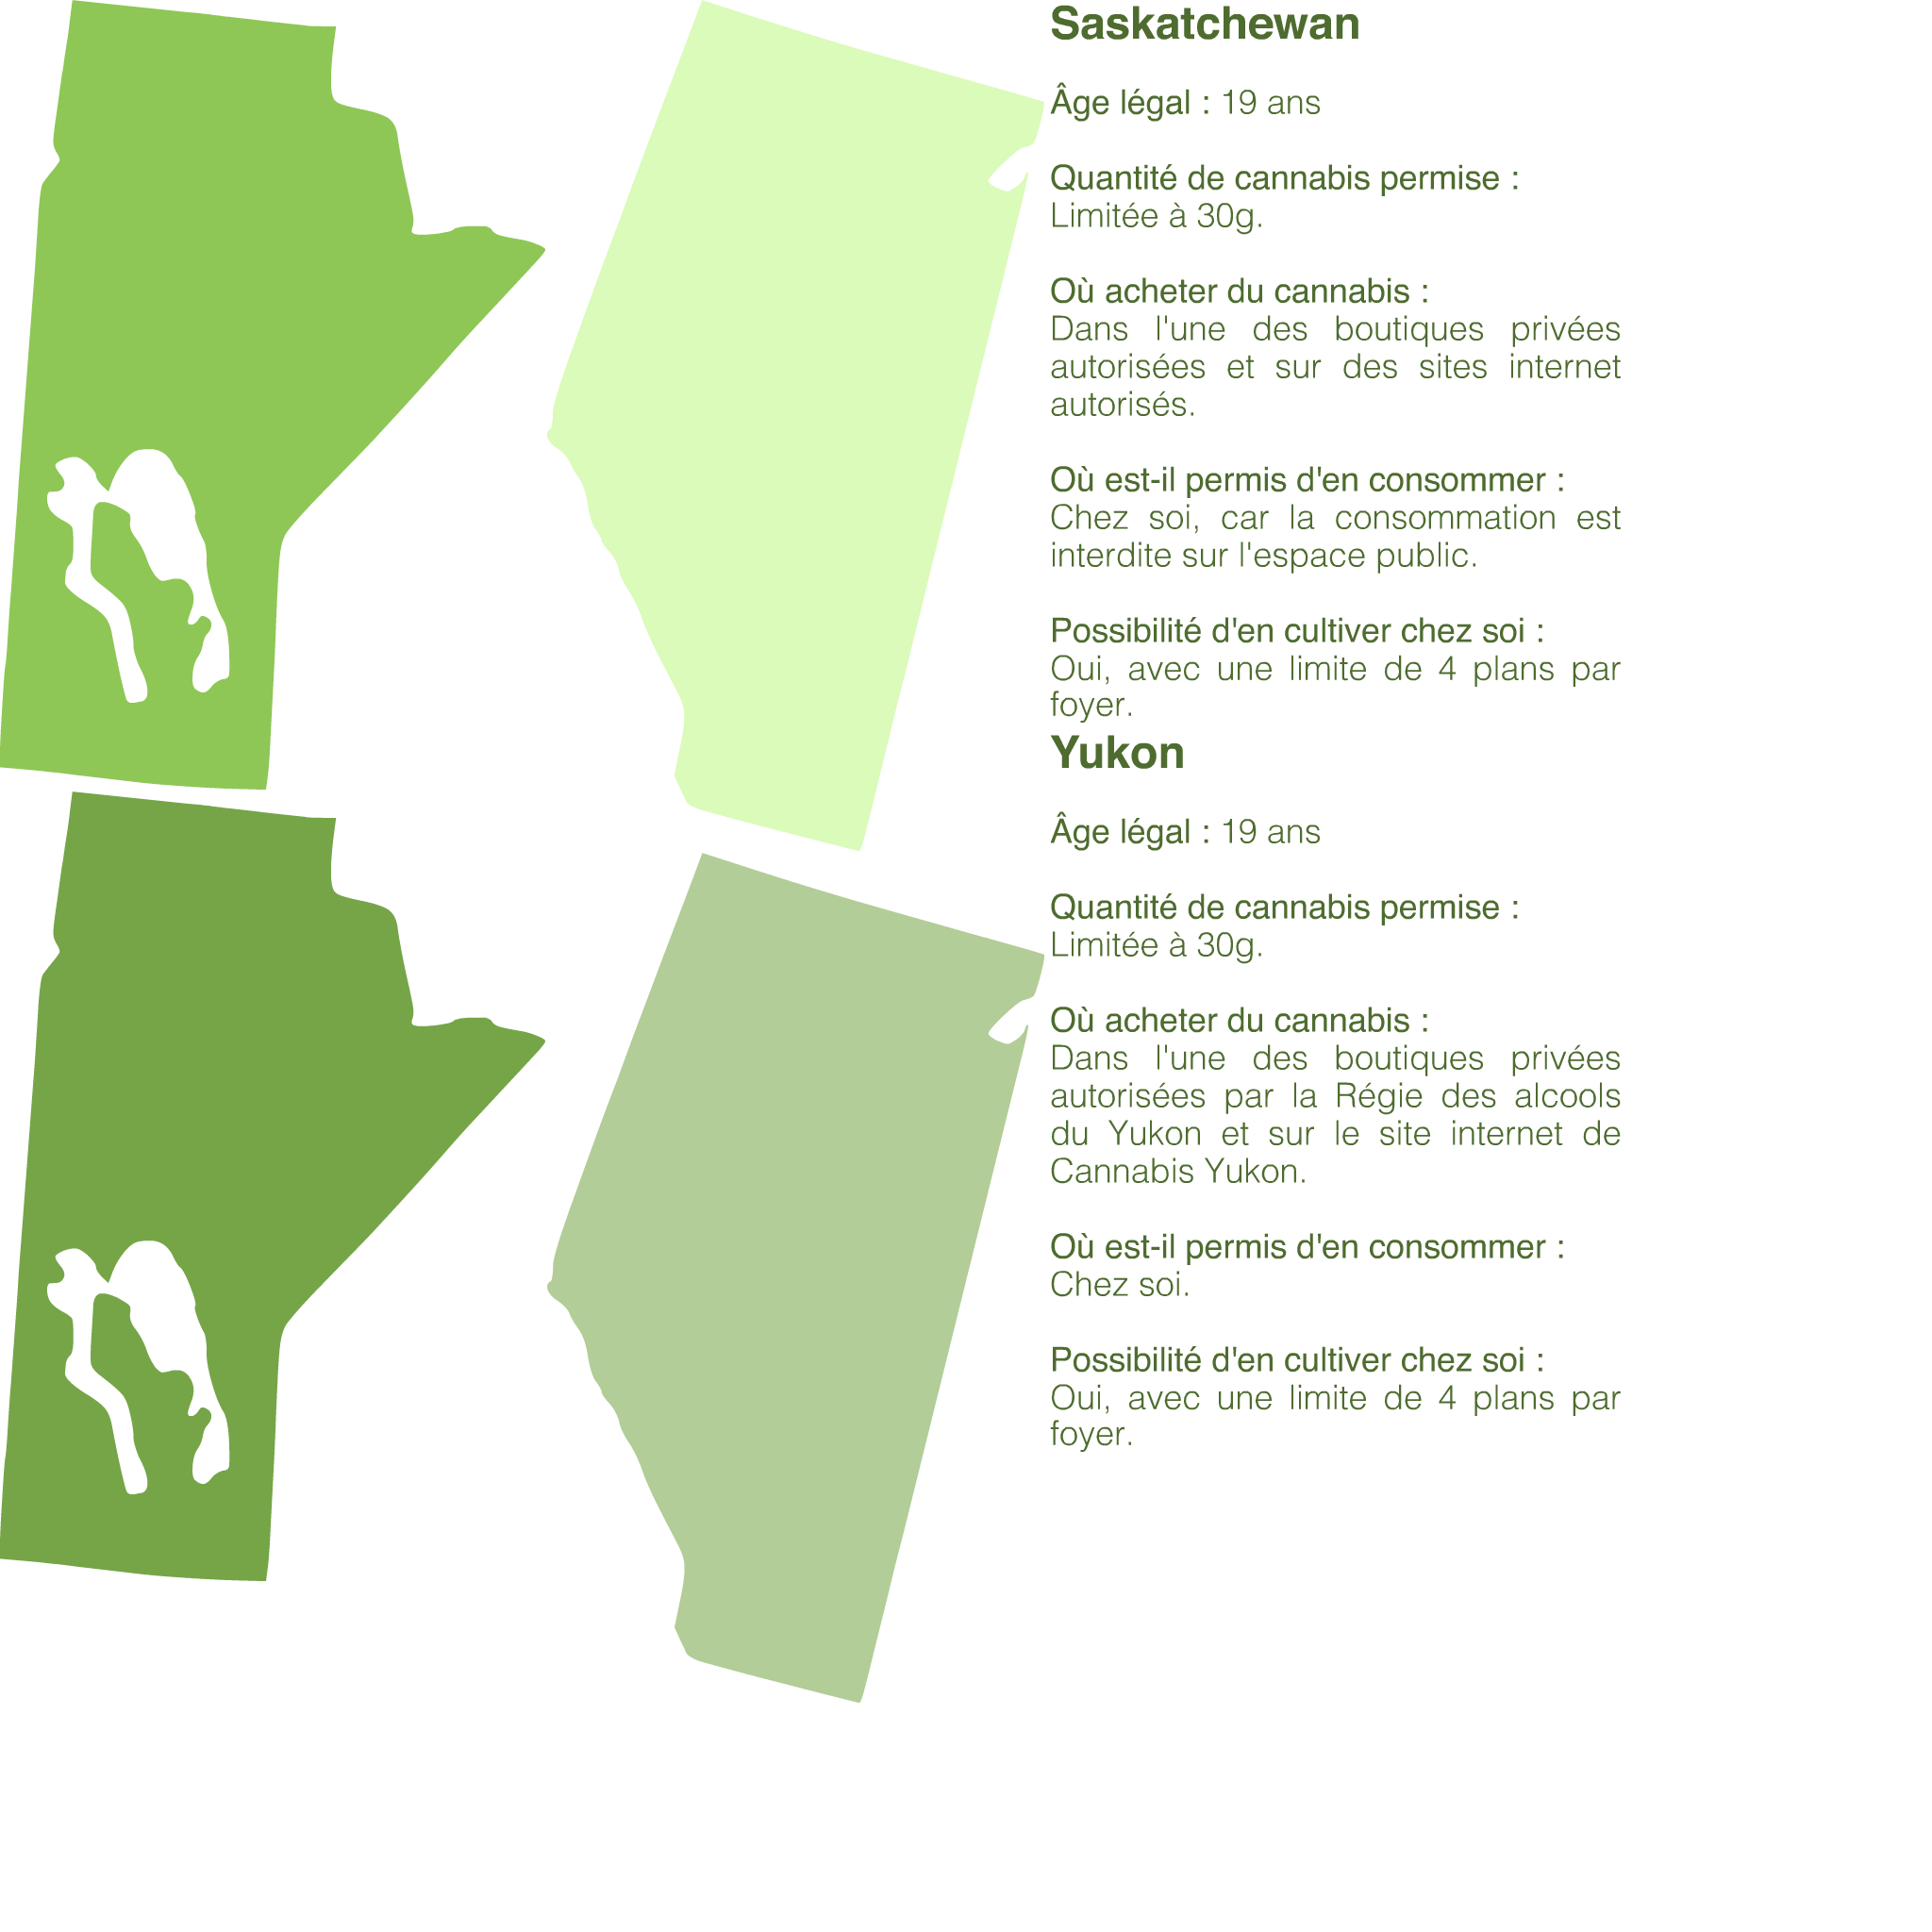 Saskatchewan
Âge légal : 19 ans
Quantité de cannabis permise :
Limitée à 30g.
Où acheter du cannabis :
Dans l'une des boutiques privées
autorisées et sur des sites internet
autorisés.
Où est-il permis d'en consommer :
Chez soi, car la consommation est
interdite sur l'espace public.
Possibilité d'en cultiver chez soi :
Oui, avec une limite de 4 plans par
foyer.
Yukon
Âge légal : 19 ans
Quantité de cannabis permise :
Limitée à 30g.
Où acheter du cannabis :
Dans l'une des boutiques privées
autorisées par la Régie des alcools
du Yukon et sur le site internet de
Cannabis Yukon.
Où est-il permis d'en consommer :
Chez soi.
Possibilité d'en cultiver chez soi :
Oui, avec une limite de 4 plans par
foyer.